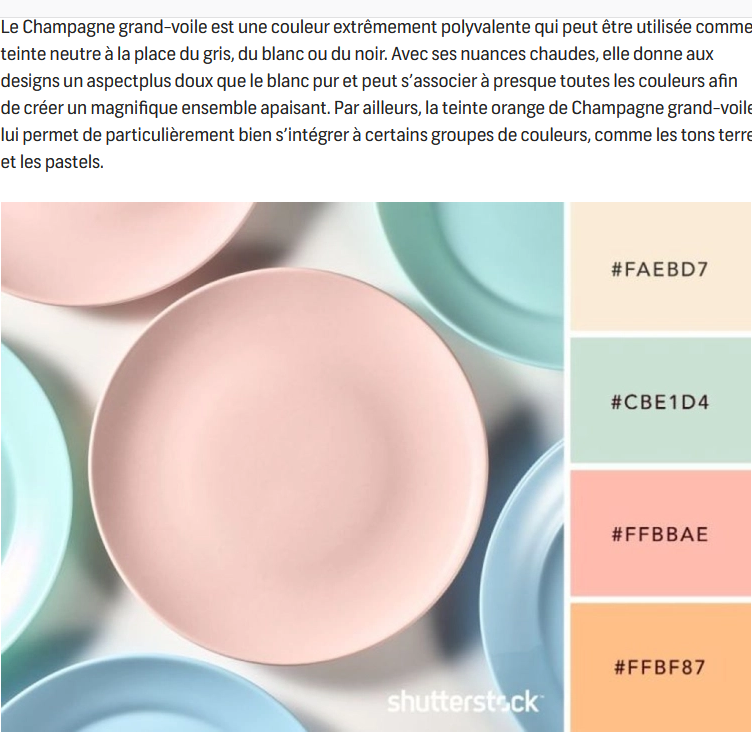 Le Champagne grand-voile est une couleur extrêmement polyvalente qui peut être utilisée comme
teinte neutre à la place du gris, du blanc ou du noir. Avec ses nuances chaudes, elle donne aux
designs un aspectplus doux que le blanc pur et peut s’associer à presque toutes les couleurs afin
de créer un magnifique ensemble apaisant. Par ailleurs, la teinte orange de Champagne grand-voile
lui permet de particulièrement bien s’intégrer à certains groupes de couleurs, comme les tons terre
et les pastels.
#FAEBD7
#CBE1D4
#FFBBAE
#FFBF87
shutterstock